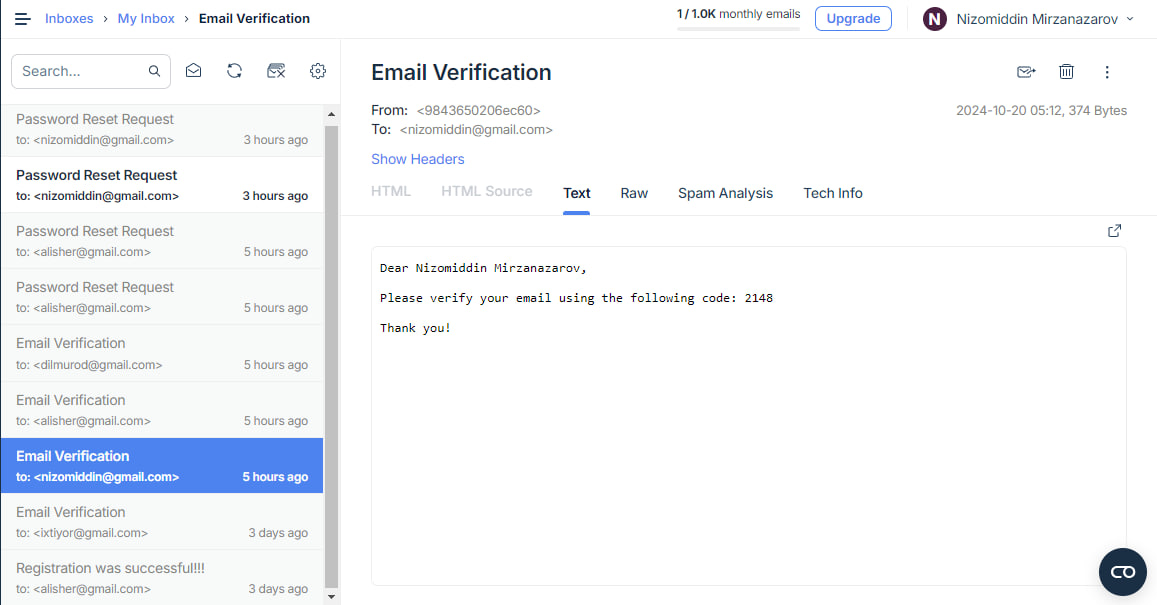 Inboxes › My Inbox › Email Verification
1 / 1.0K monthly emails
Upgrade
N Nizomiddin Mirzanazarov
Search...
Password Reset Request
to: <nizomiddin@gmail.com> 3 hours ago
Password Reset Request
to: <nizomiddin@gmail.com> 3 hours ago
Password Reset Request
to: <alisher@gmail.com> 5 hours ago
Password Reset Request
to: <alisher@gmail.com> 5 hours ago
Email Verification
to: <dilmurod@gmail.com> 5 hours ago
Email Verification
to: <alisher@gmail.com> 5 hours ago
Email Verification
to: <nizomiddin@gmail.com> 5 hours ago
Email Verification
to: <ixtiyor@gmail.com> 3 days ago
Registration was successful!!!
to: <alisher@gmail.com> 3 days ago
Email Verification
From: <9843650206ec60> 2024-10-20 05:12, 374 Bytes
To: <nizomiddin@gmail.com>
Show Headers
HTML HTML Source Text Raw Spam Analysis Tech Info
Dear Nizomiddin Mirzanazarov,
Please verify your email using the following code: 2148
Thank you!